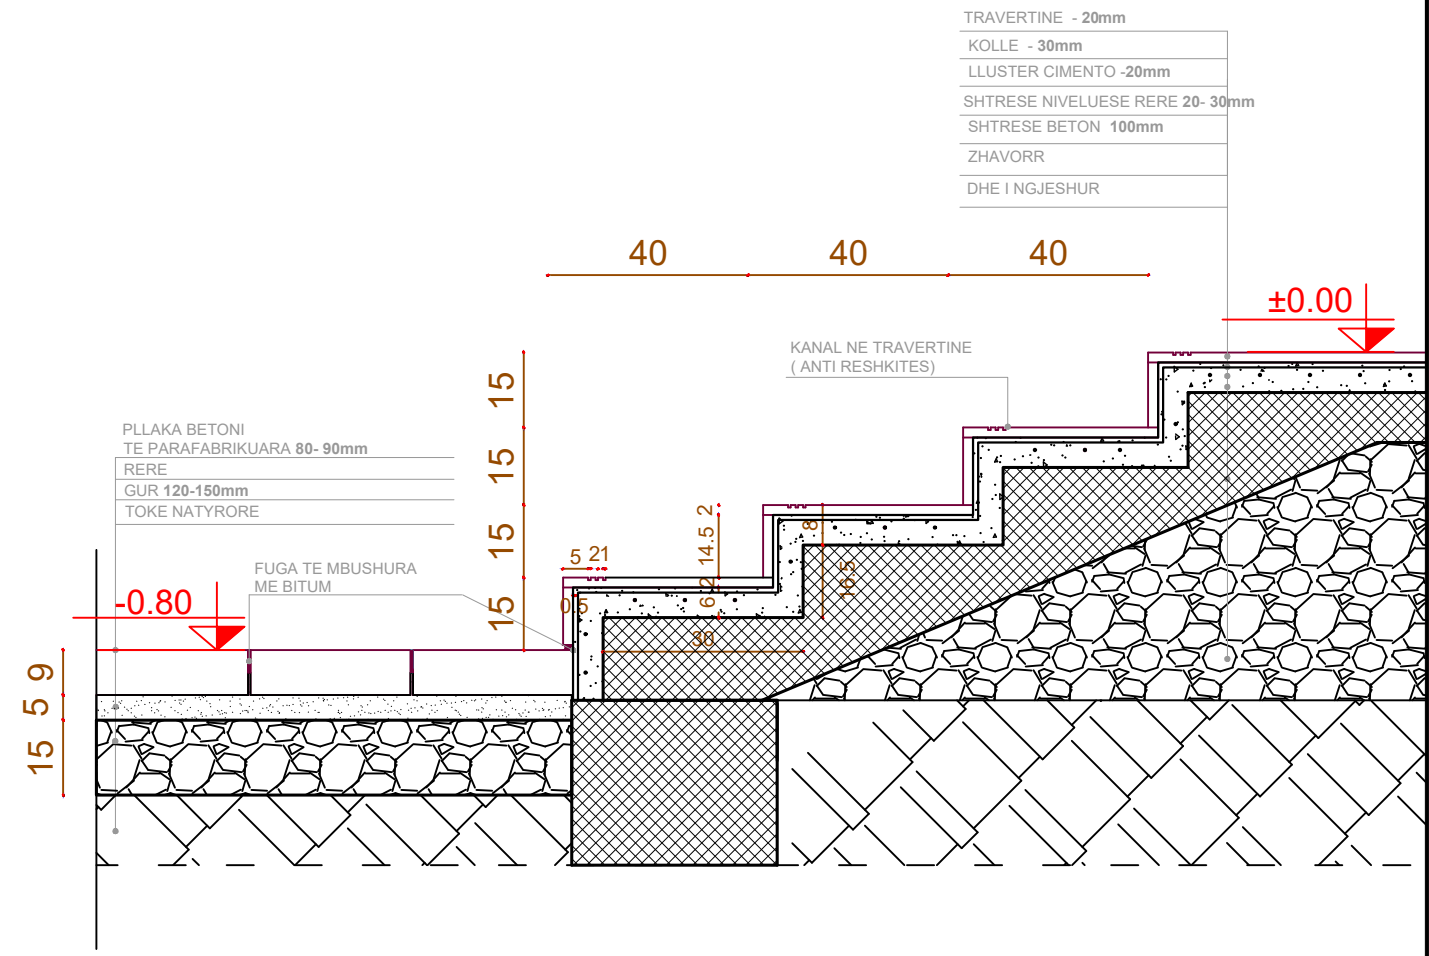 TRAVERTINE - 20mm
KOLLE - 30mm
LLUSTER CIMENTO -20mm
SHTRESE NIVELUESE RERE 20- 30mm
SHTRESE BETON 100mm
ZHAVORR
DHE I NGJESHUR
40 40 40
±0.00
KANAL NE TRAVERTINE
( ANTI RESHKITES)
15
15
15
15
PLLAKA BETONI
TE PARAFABRIKUARA 80- 90mm
RERE
GUR 120-150mm
TOKE NATYRORE
FUGA TE MBUSHURA
ME BITUM
-0.80
5 21
0.5
2
14.5
2
6
8
16.5
30
9
5
15